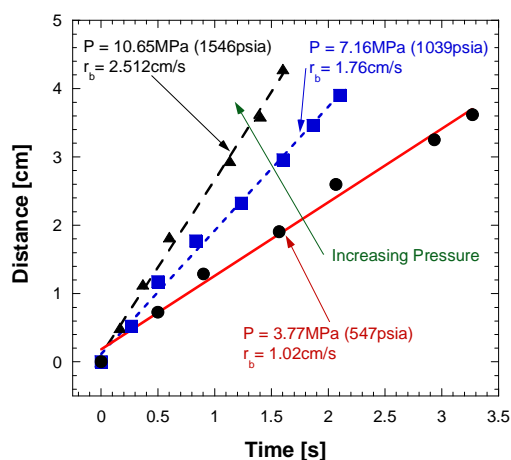 P = 10.65MPa (1546psia)
r_b = 2.512cm/s
P = 7.16MPa (1039psia)
r_b = 1.76cm/s
Increasing Pressure
P = 3.77MPa (547psia)
r_b = 1.02cm/s
Distance [cm]
5
4
3
2
1
0
0 0.5 1 1.5 2 2.5 3 3.5
Time [s]